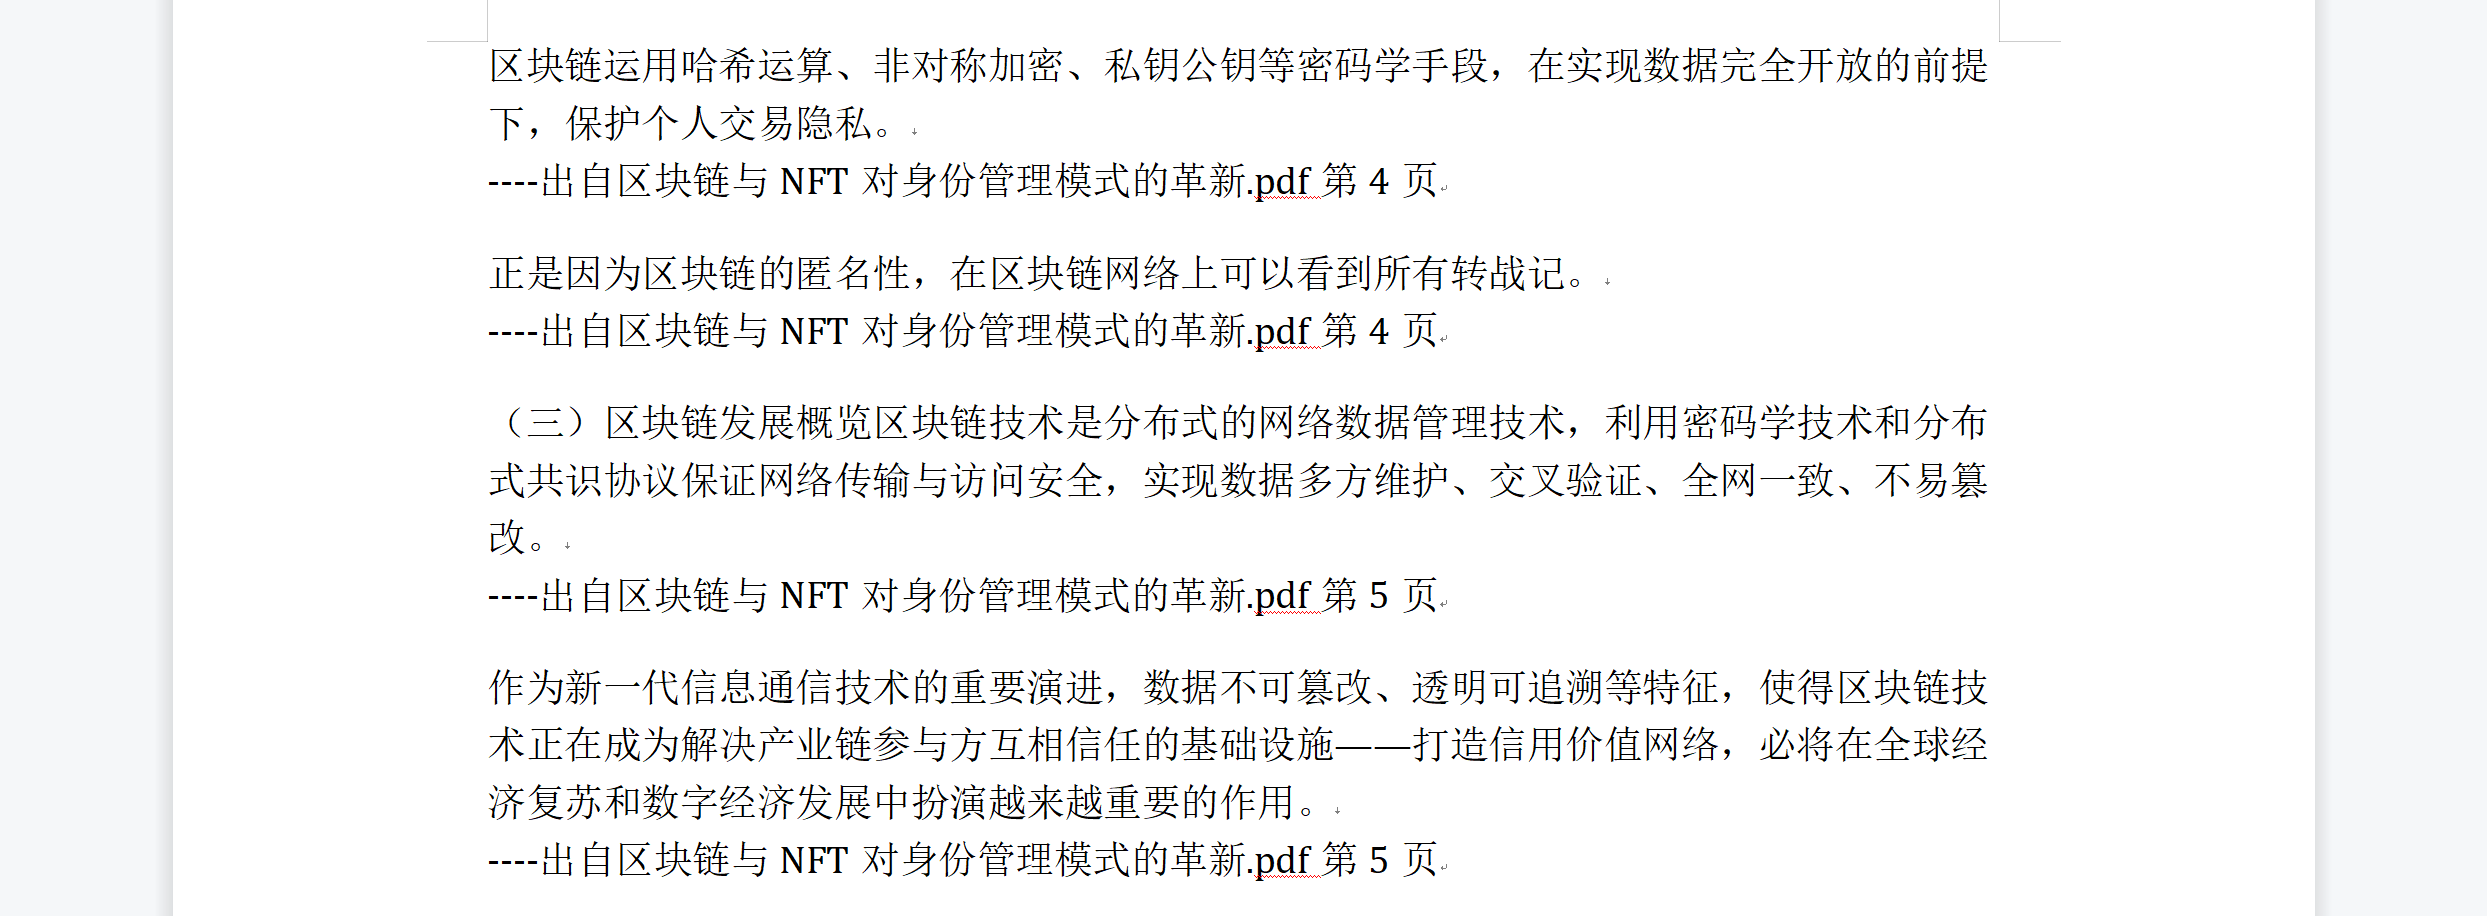 区块链运用哈希运算、非对称加密、私钥公钥等密码学手段，在实现数据完全开放的前提
下，保护个人交易隐私。
----出自区块链与 NFT 对身份管理模式的革新.pdf 第 4 页
正是因为区块链的匿名性，在区块链网络上可以看到所有转战记。
----出自区块链与 NFT 对身份管理模式的革新.pdf 第 4 页
（三）区块链发展概览区块链技术是分布式的网络数据管理技术，利用密码学技术和分布
式共识协议保证网络传输与访问安全，实现数据多方维护、交叉验证、全网一致、不易篡
改。
----出自区块链与 NFT 对身份管理模式的革新.pdf 第 5 页
作为新一代信息通信技术的重要演进，数据不可篡改、透明可追溯等特征，使得区块链技
术正在成为解决产业链参与方互相信任的基础设施——打造信用价值网络，必将在全球经
济复苏和数字经济发展中扮演越来越重要的作用。
----出自区块链与 NFT 对身份管理模式的革新.pdf 第 5 页